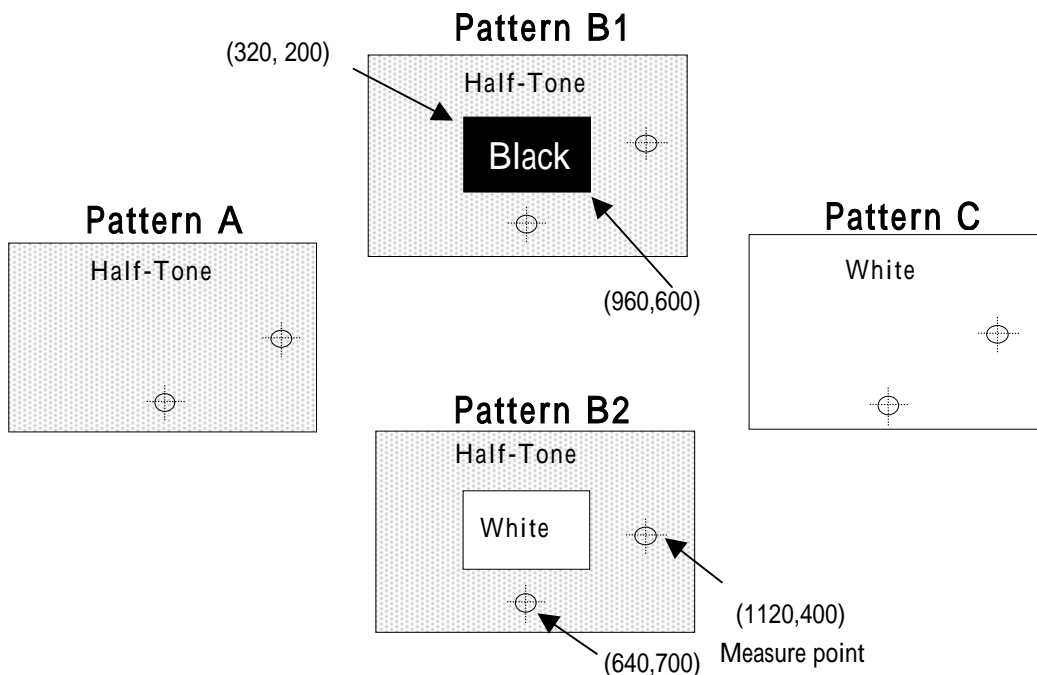 Pattern B1
(320, 200)
Half-Tone
Black
(960,600)
Pattern A
Half-Tone
Pattern C
White
Pattern B2
Half-Tone
White
(1120,400)
Measure point
(640,700)